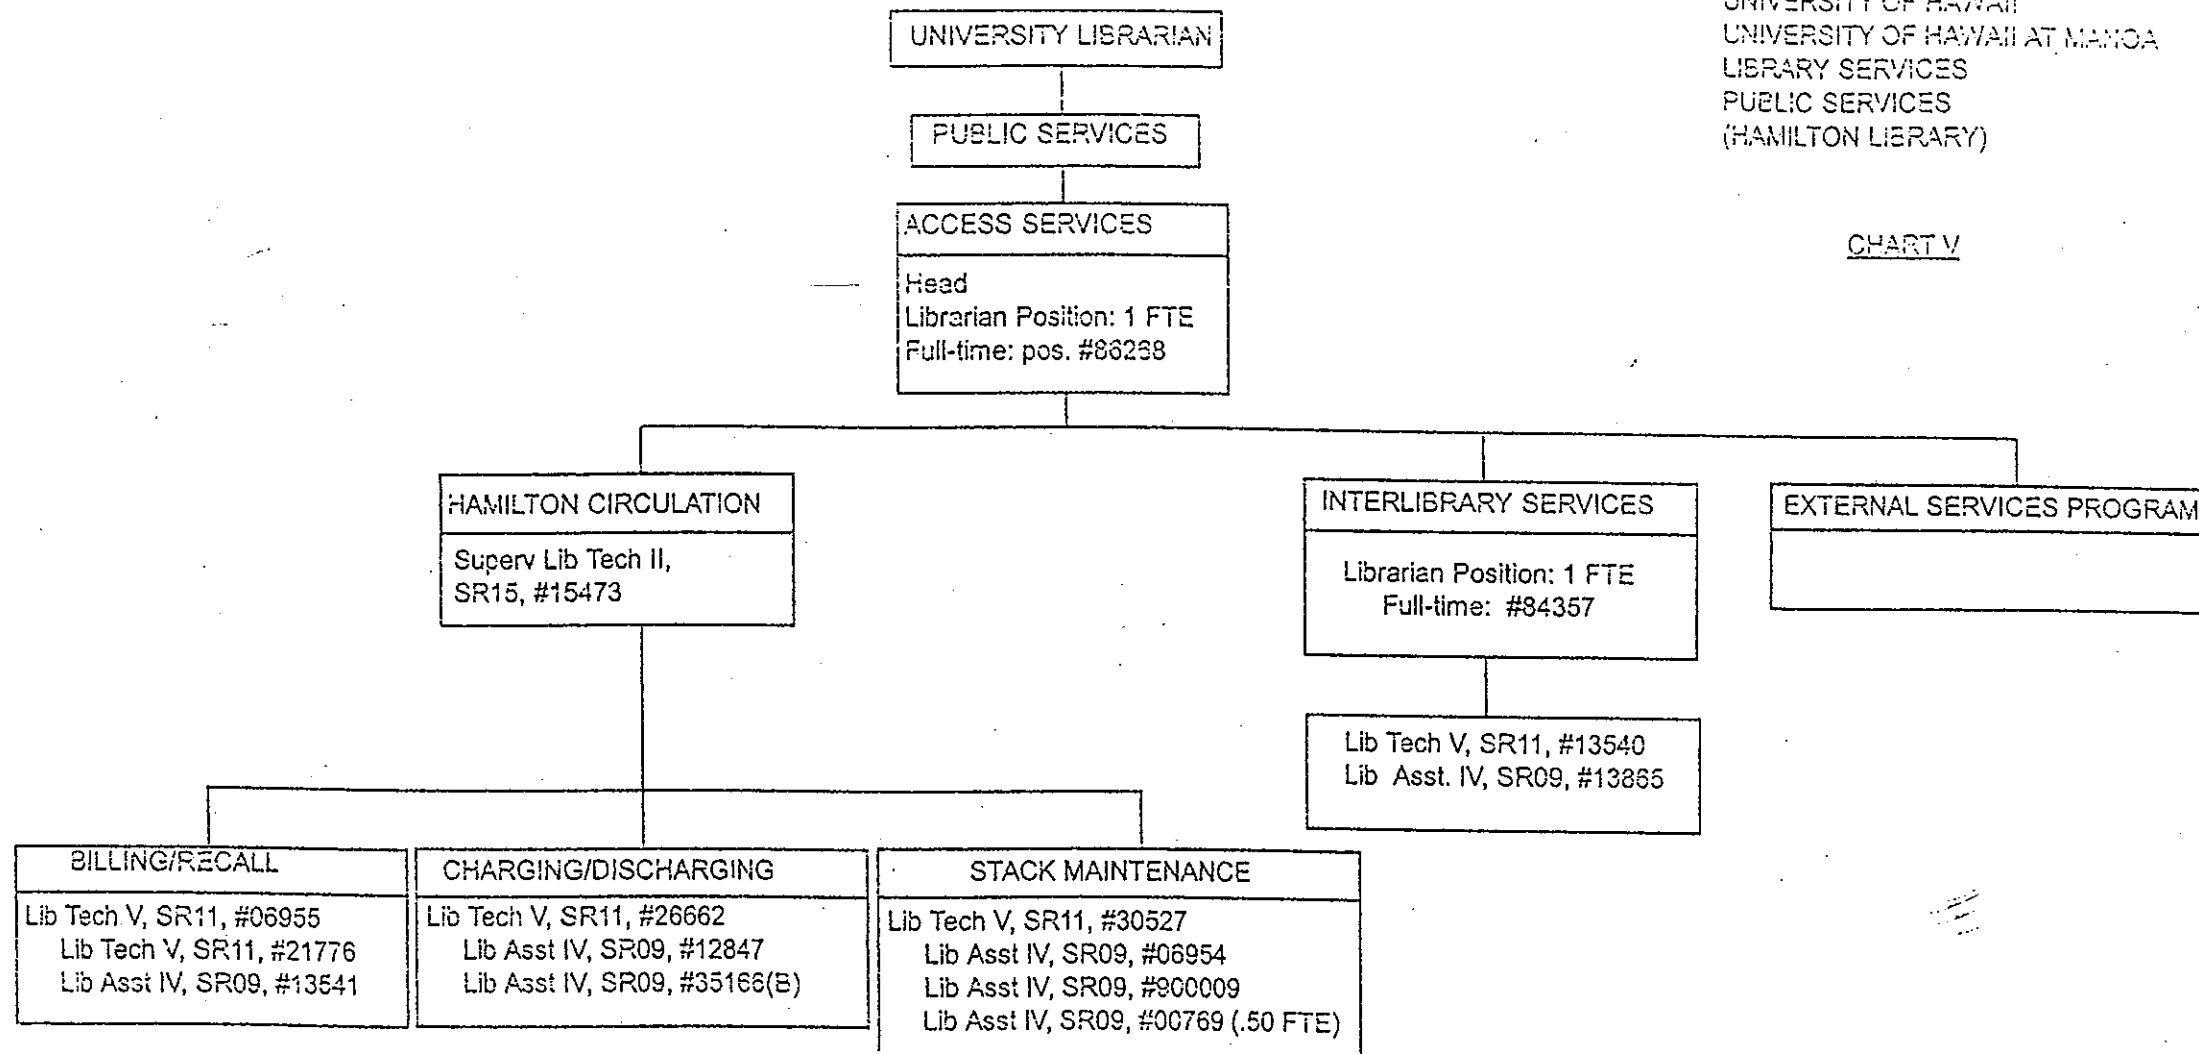 UNIVERSITY OF HAWAII
UNIVERSITY OF HAWAII AT MANOA
LIBRARY SERVICES
PUBLIC SERVICES
(HAMILTON LIBRARY)
CHART V
UNIVERSITY LIBRARIAN
PUBLIC SERVICES
ACCESS SERVICES
Head
Librarian Position: 1 FTE
Full-time: pos. #86268
HAMILTON CIRCULATION
Superv Lib Tech II,
SR15, #15473
INTERLIBRARY SERVICES
Librarian Position: 1 FTE
Full-time: #84357
EXTERNAL SERVICES PROGRAM
Lib Tech V, SR11, #13540
Lib Asst. IV, SR09, #13865
BILLING/RECALL
Lib Tech V, SR11, #06955
Lib Tech V, SR11, #21776
Lib Asst IV, SR09, #13541
CHARGING/DISCHARGING
Lib Tech V, SR11, #26662
Lib Asst IV, SR09, #12847
Lib Asst IV, SR09, #35166(B)
STACK MAINTENANCE
Lib Tech V, SR11, #30527
Lib Asst IV, SR09, #06954
Lib Asst IV, SR09, #900009
Lib Asst IV, SR09, #00769 (.50 FTE)